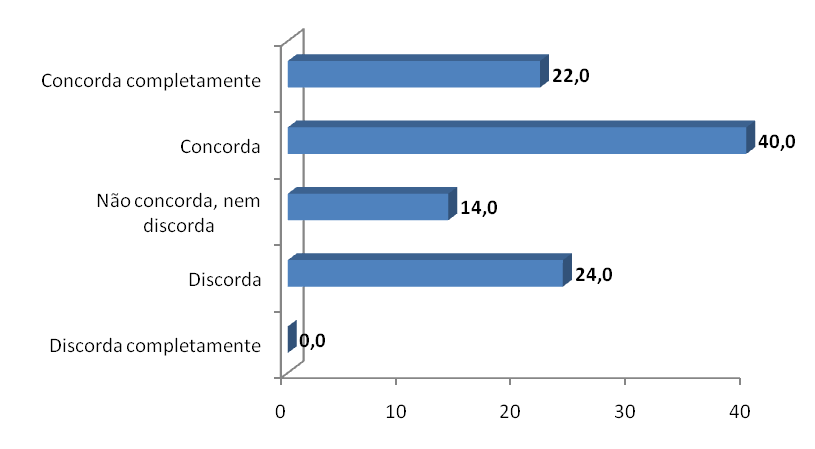 Concorda completamente
22,0
Concorda
40,0
Não concorda, nem
discorda
14,0
Discorda
24,0
Discorda completamente
0,0
0 10 20 30 40